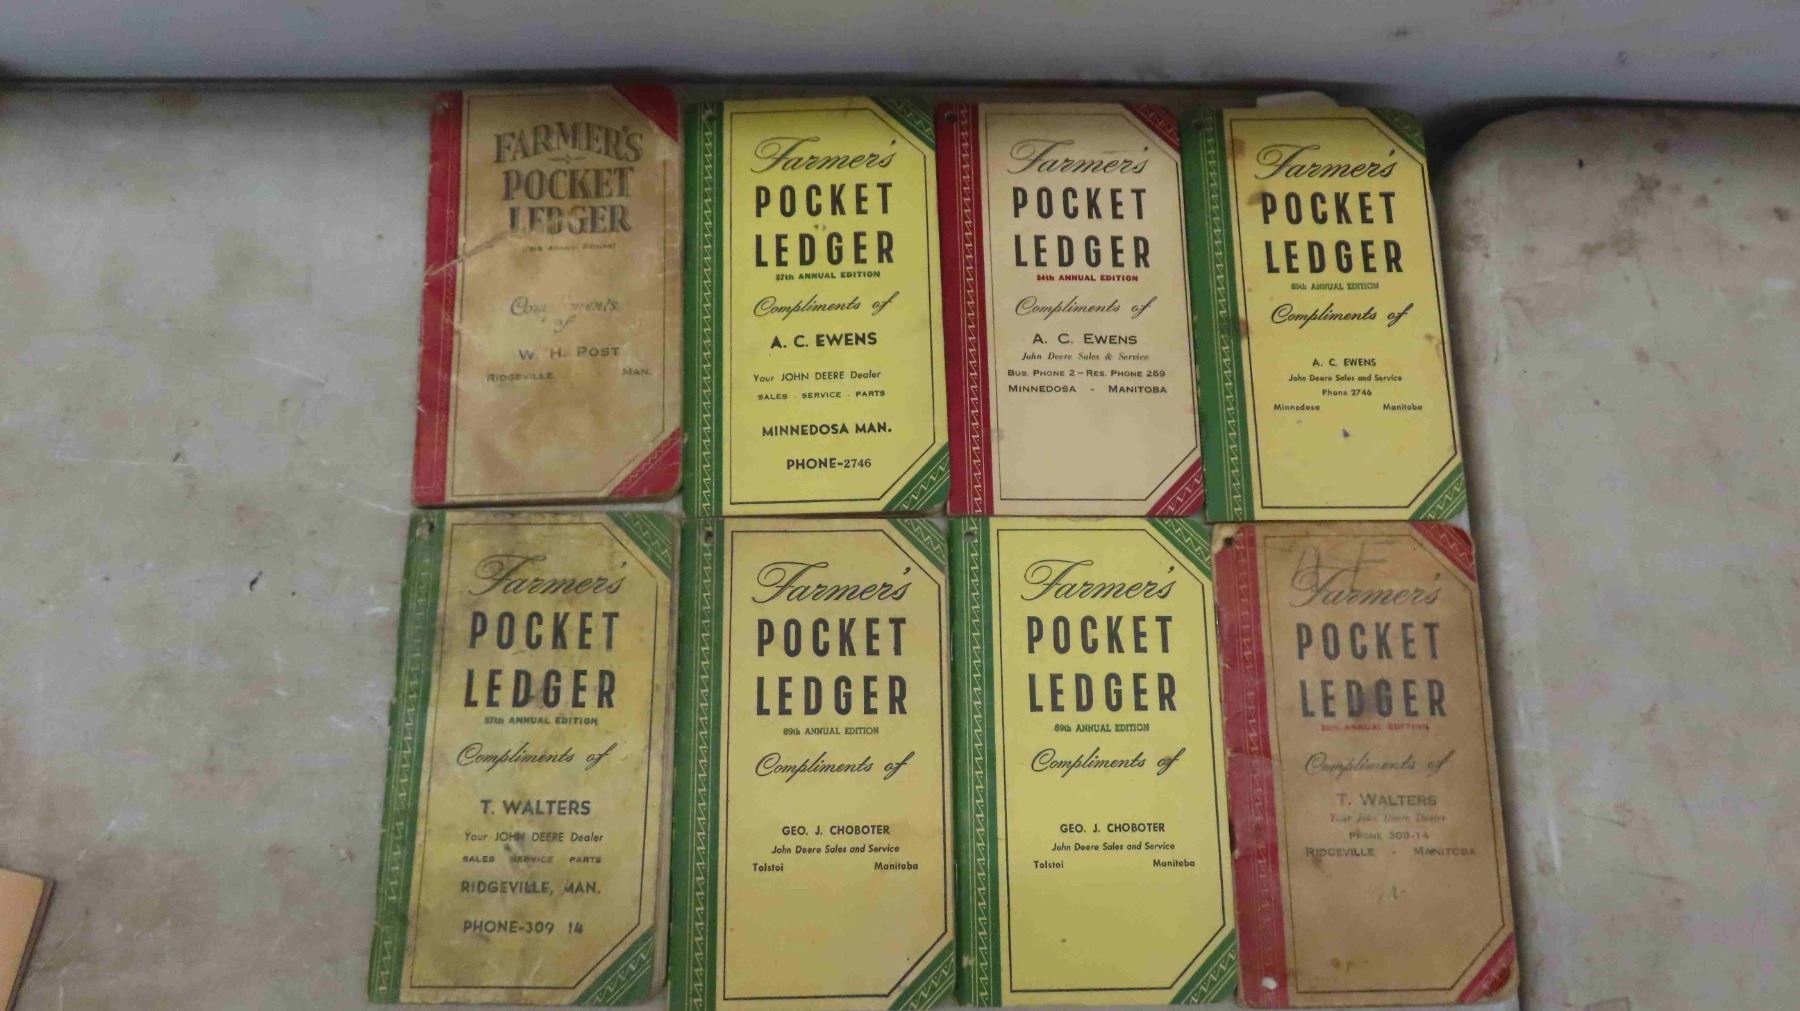 FARMER'S
POCKET
LEDGER
Annual Edition)
Compliments
of
W. H. POST
RIDGEVILLE MAN.
Farmer's
POCKET
LEDGER
87th ANNUAL EDITION
Compliments of
A. C. EWENS
Your JOHN DEERE Dealer
SALES - SERVICE - PARTS
MINNEDOSA MAN.
PHONE-2746
Farmer's
POCKET
LEDGER
84th ANNUAL EDITION
Compliments of
A. C. EWENS
John Deere Sales & Service
BUS. PHONE 2 - RES. PHONE 269
MINNEDOSA - MANITOBA
Farmer's
POCKET
LEDGER
89th ANNUAL EDITION
Compliments of
A. C. EWENS
John Deere Sales and Service
Phone 2746
Minnedosa Manitoba
Farmer's
POCKET
LEDGER
87th ANNUAL EDITION
Compliments of
T. WALTERS
Your JOHN DEERE Dealer
SALES SERVICE PARTS
RIDGEVILLE, MAN.
PHONE-309 14
Farmer's
POCKET
LEDGER
89th ANNUAL EDITION
Compliments of
GEO. J. CHOBOTER
John Deere Sales and Service
Tolstoi Manitoba
Farmer's
POCKET
LEDGER
89th ANNUAL EDITION
Compliments of
GEO. J. CHOBOTER
John Deere Sales and Service
Tolstoi Manitoba
Farmer's
POCKET
LEDGER
ANNUAL EDITION
Compliments of
T. WALTERS
Your John Deere Dealer
PHONE 309-14
RIDGEVILLE - MANITOBA